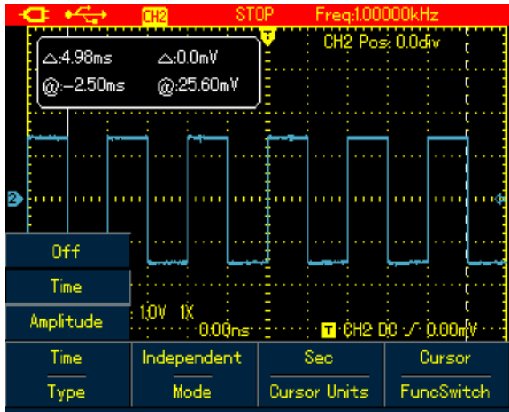 CH2 STOP Freq:1.00000kHz
T
CH2 Pos: 0.0div
△:4.98ms △:0.0mV
@:-2.50ms @:25.60mV
2
Off
Time
Amplitude
1.0V 1X
0.00ns
T CH2 DC 0.00mV
Time Independent Sec Cursor
Type Mode Cursor Units FuncSwitch